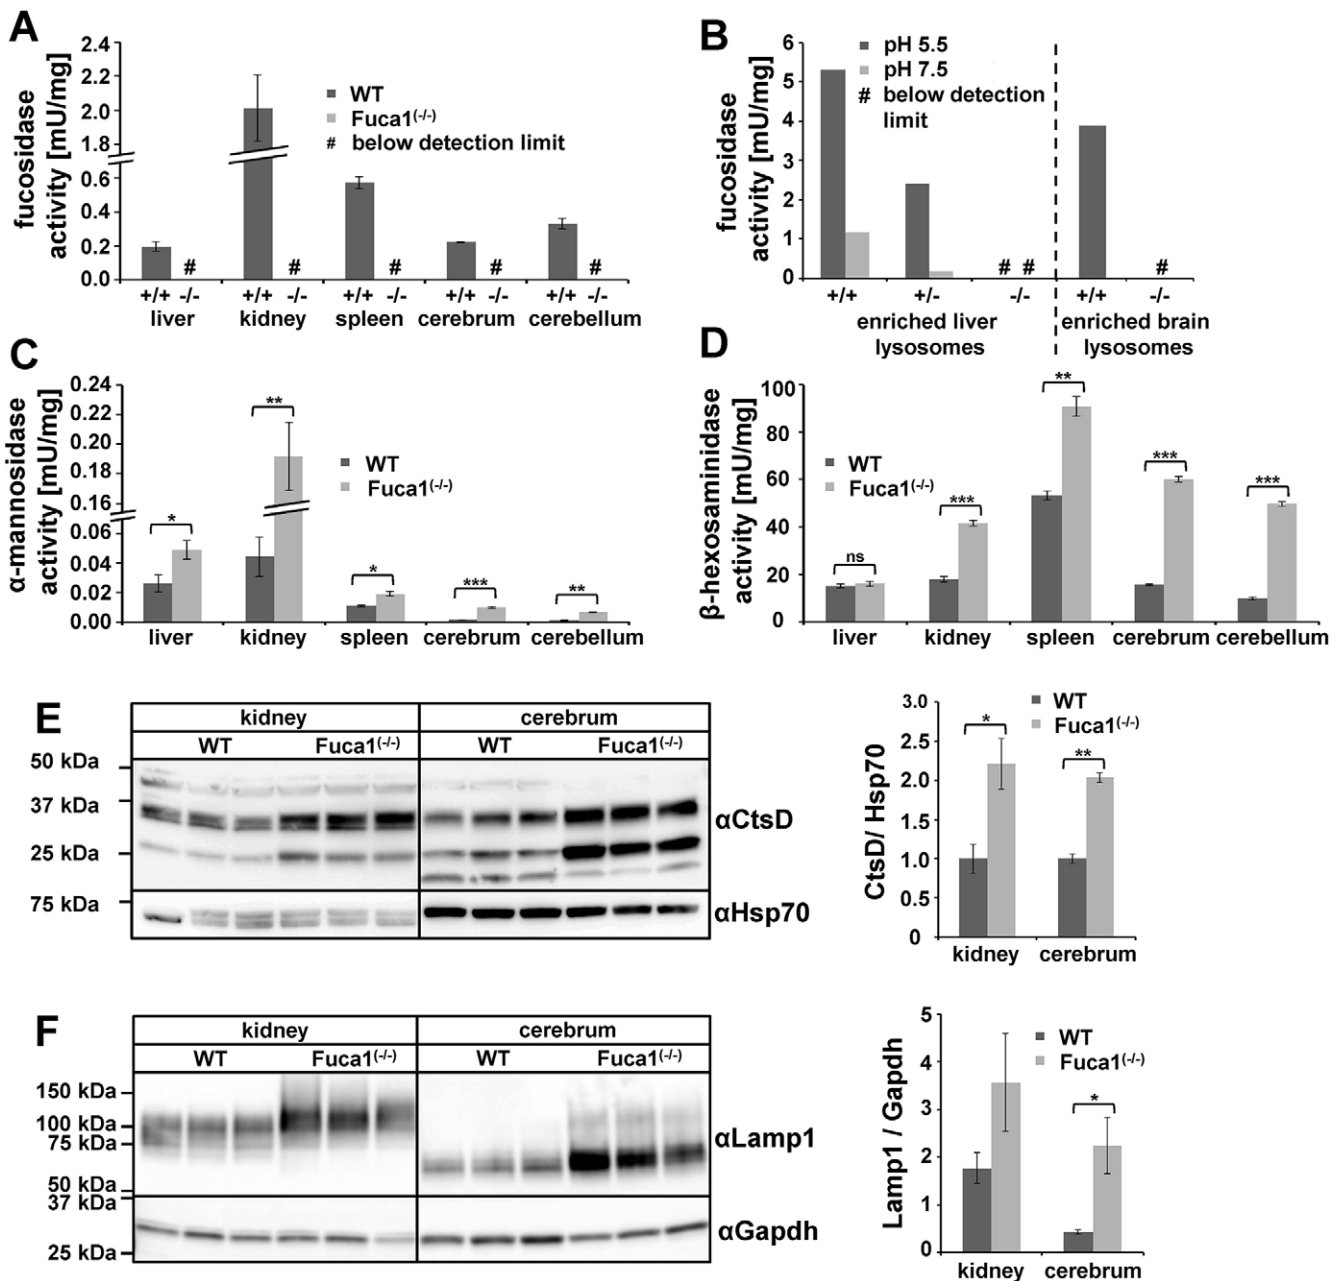 A
fucosidase
activity [mU/mg]
2.4
2.2
2.0
1.8
0.6
0.4
0.2
0.0
WT
Fuca1(-/-)
# below detection limit
# # # # #
+/+ -/- +/+ -/- +/+ -/- +/+ -/- +/+ -/-
liver kidney spleen cerebrum cerebellum
B
fucosidase
activity [mU/mg]
6
5
4
3
2
1
0
pH 5.5
pH 7.5
# below detection
limit
# # #
+/+ +/- -/- +/+ -/-
enriched liver
lysosomes
enriched brain
lysosomes
C
α-mannosidase
activity [mU/mg]
0.24
0.22
0.20
0.18
0.16
0.06
0.04
0.02
0.00
WT
Fuca1(-/-)
* ** * *** **
liver kidney spleen cerebrum cerebellum
D
β-hexosaminidase
activity [mU/mg]
100
80
60
40
20
0
WT
Fuca1(-/-)
ns *** ** *** ***
liver kidney spleen cerebrum cerebellum
E
kidney cerebrum
WT Fuca1(-/-) WT Fuca1(-/-)
50 kDa
37 kDa
25 kDa
75 kDa
αCtsD
αHsp70
CtsD/ Hsp70
3.0
2.5
2.0
1.5
1.0
0.5
0
WT
Fuca1(-/-)
* **
kidney cerebrum
F
kidney cerebrum
WT Fuca1(-/-) WT Fuca1(-/-)
150 kDa
100 kDa
75 kDa
50 kDa
37 kDa
25 kDa
αLamp1
αGapdh
Lamp1 / Gapdh
5
4
3
2
1
0
WT
Fuca1(-/-)
*
kidney cerebrum